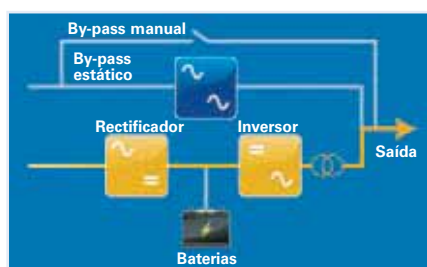 By-pass manual
By-pass
estático
Rectificador
Inversor
Saída
Baterias